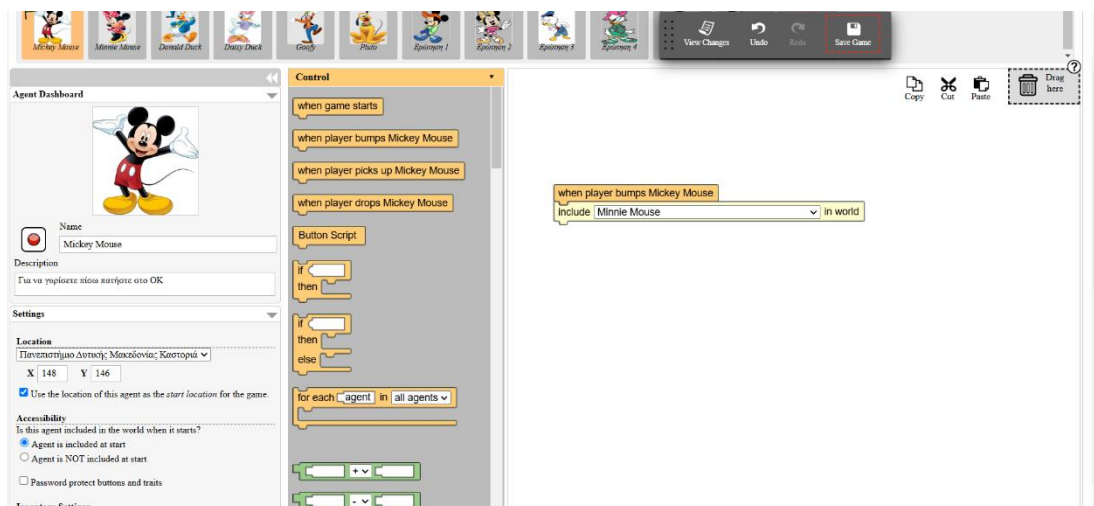 Mickey Mouse
Minnie Mouse
Donald Duck
Daisy Duck
Goofy
Pluto
Ερώτηση 1
Ερώτηση 2
Ερώτηση 3
Ερώτηση 4
View Changes
Undo
Redo
Save Game
?
Agent Dashboard
Name
Mickey Mouse
Description
Για να γυρίσετε πίσω πατήστε στο OK
Settings
Location
Πανεπιστήμιο Δυτικής Μακεδονίας Καστοριά
X 148 Y 146
Use the location of this agent as the start location for the game.
Accessibility
Is this agent included in the world when it starts?
Agent is included at start
Agent is NOT included at start
Password protect buttons and traits
Inventory Settings
Control
when game starts
when player bumps Mickey Mouse
when player picks up Mickey Mouse
when player drops Mickey Mouse
Button Script
if
then
if
then
else
for each agent in all agents
+
-
Copy
Cut
Paste
Drag
here
when player bumps Mickey Mouse
include Minnie Mouse in world